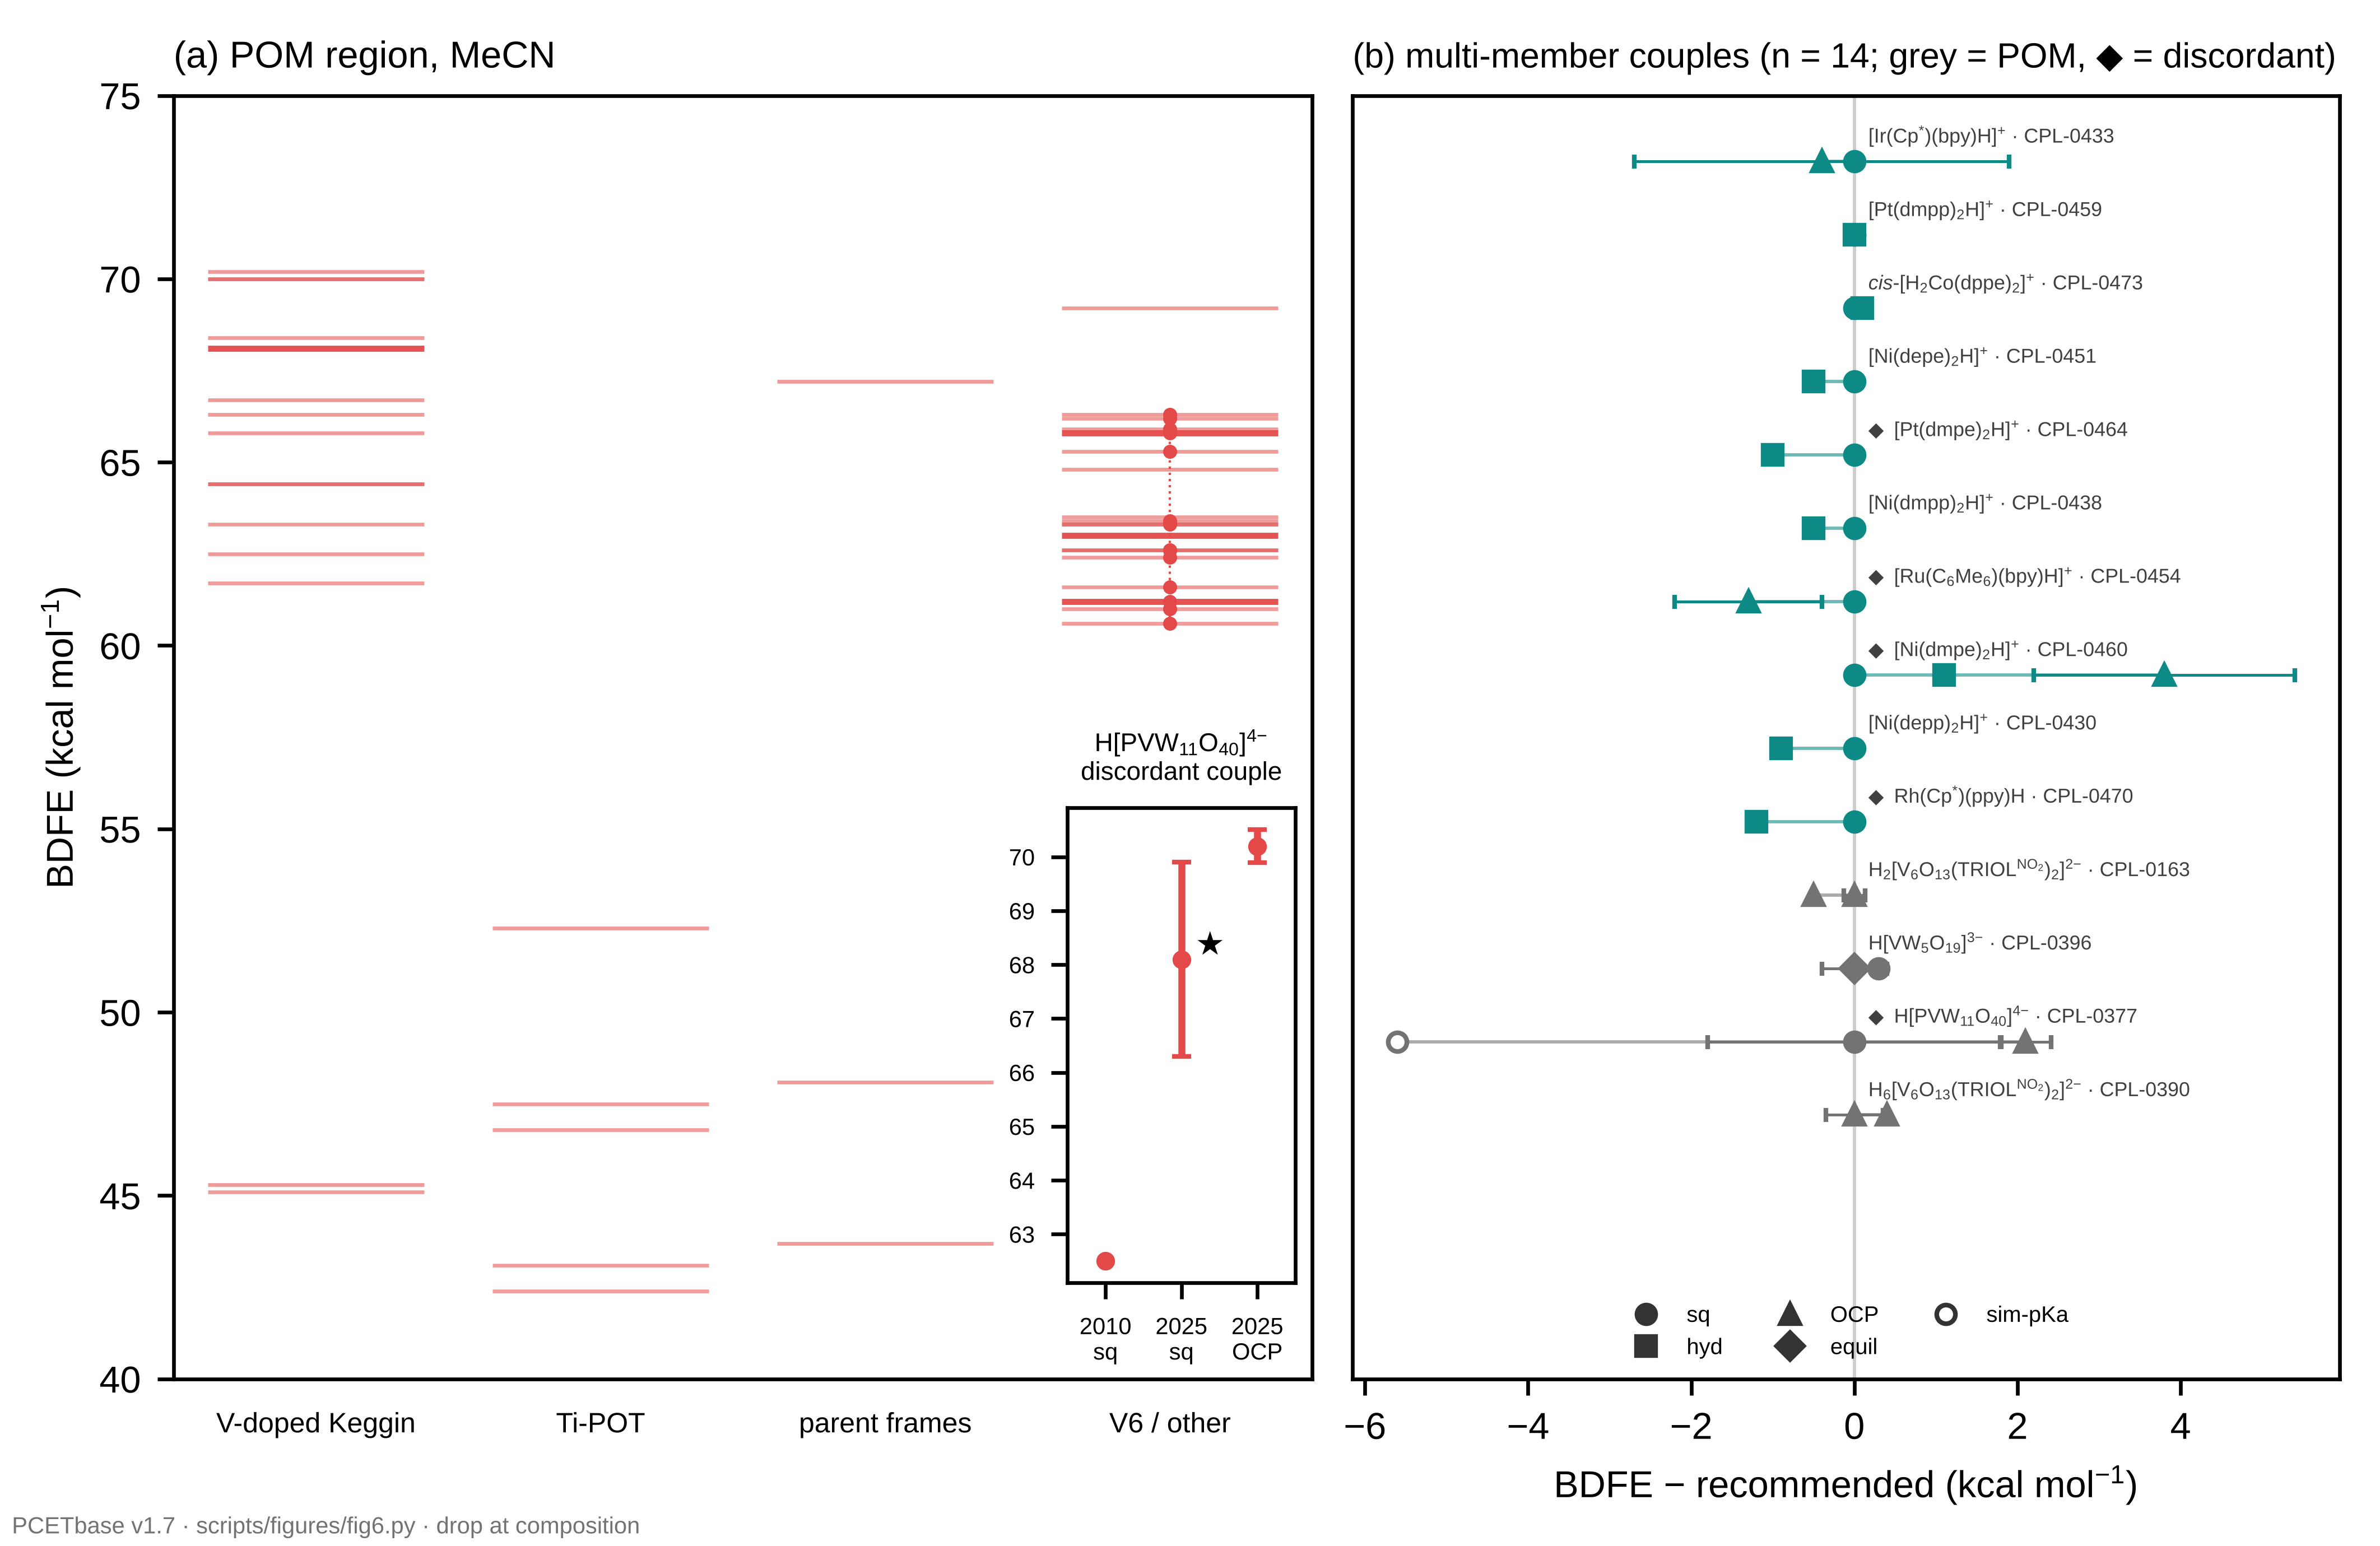 (a) POM region, MeCN
BDFE (kcal mol⁻¹)
75
70
65
60
55
50
45
40
V-doped Keggin
Ti-POT
parent frames
V6 / other
H[PVW₁₁O₄₀]⁴⁻
discordant couple
70
69
68
67
66
65
64
63
★
2010
sq
2025
sq
2025
OCP
(b) multi-member couples (n = 14; grey = POM, ◆ = discordant)
[Ir(Cp*)(bpy)H]⁺ · CPL-0433
[Pt(dmpp)₂H]⁺ · CPL-0459
cis-[H₂Co(dppe)₂]⁺ · CPL-0473
[Ni(depe)₂H]⁺ · CPL-0451
◆ [Pt(dmpe)₂H]⁺ · CPL-0464
[Ni(dmpp)₂H]⁺ · CPL-0438
◆ [Ru(C₆Me₆)(bpy)H]⁺ · CPL-0454
◆ [Ni(dmpe)₂H]⁺ · CPL-0460
[Ni(depp)₂H]⁺ · CPL-0430
◆ Rh(Cp*)(ppy)H · CPL-0470
H₂[V₆O₁₃(TRIOL^NO₂)₂]²⁻ · CPL-0163
H[VW₅O₁₉]³⁻ · CPL-0396
◆ H[PVW₁₁O₄₀]⁴⁻ · CPL-0377
H₆[V₆O₁₃(TRIOL^NO₂)₂]²⁻ · CPL-0390
sq
OCP
sim-pKa
hyd
equil
−6
−4
−2
0
2
4
BDFE − recommended (kcal mol⁻¹)
PCETbase v1.7 · scripts/figures/fig6.py · drop at composition